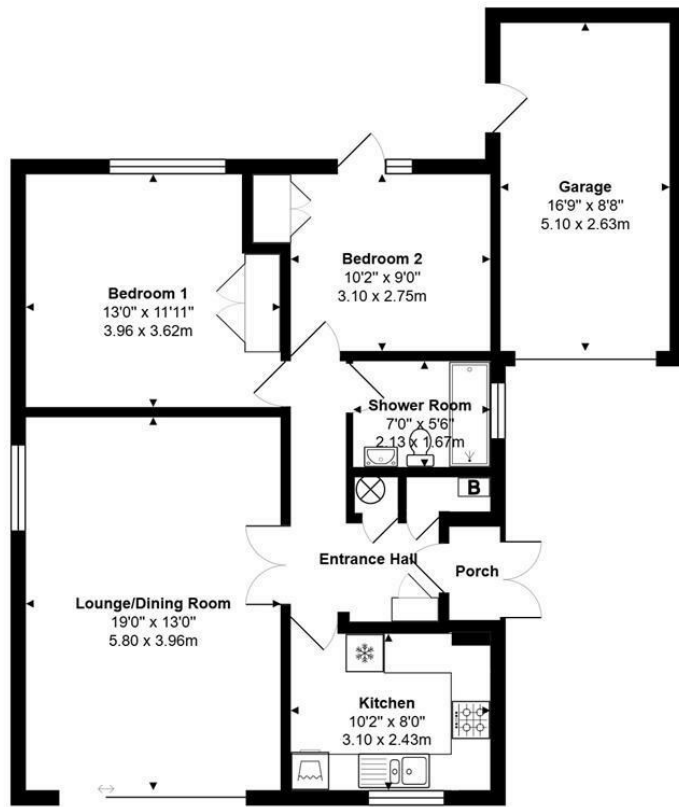 Garage
16'9" x 8'8"
5.10 x 2.63m
Bedroom 2
10'2" x 9'0"
3.10 x 2.75m
Bedroom 1
13'0" x 11'11"
3.96 x 3.62m
Shower Room
7'0" x 5'6"
2.13 x 1.67m
B
Entrance Hall
Porch
Lounge/Dining Room
19'0" x 13'0"
5.80 x 3.96m
Kitchen
10'2" x 8'0"
3.10 x 2.43m